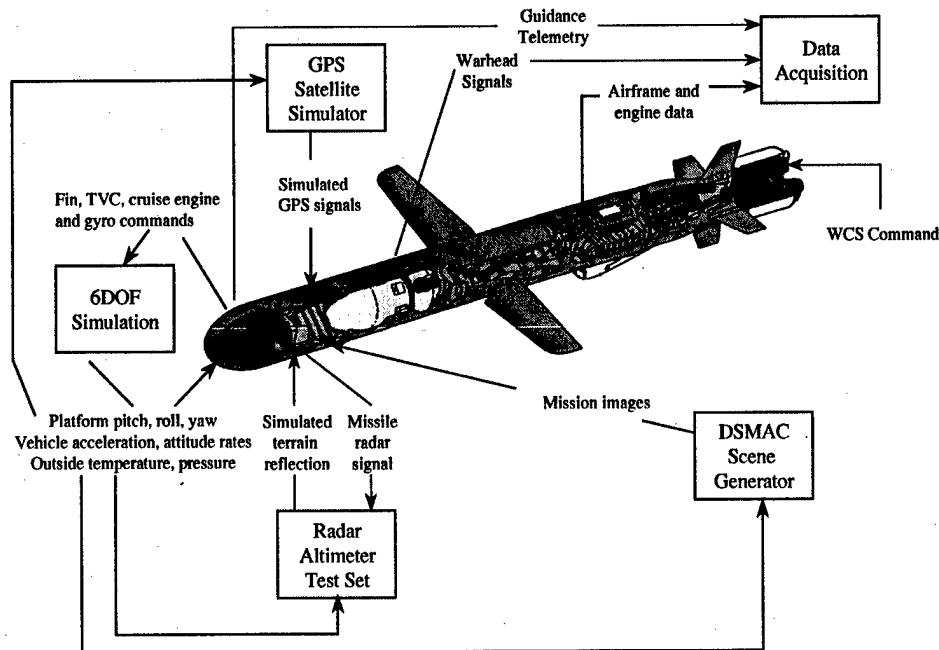 Guidance
Telemetry
Data
Acquisition
GPS
Satellite
Simulator
Warhead
Signals
Airframe and
engine data
Simulated
GPS signals
Fin, TVC, cruise engine
and gyro commands
WCS Command
6DOF
Simulation
Platform pitch, roll, yaw
Vehicle acceleration, attitude rates
Outside temperature, pressure
Simulated
terrain
reflection
Missile
radar
signal
Mission images
DSMAC
Scene
Generator
Radar
Altimeter
Test Set